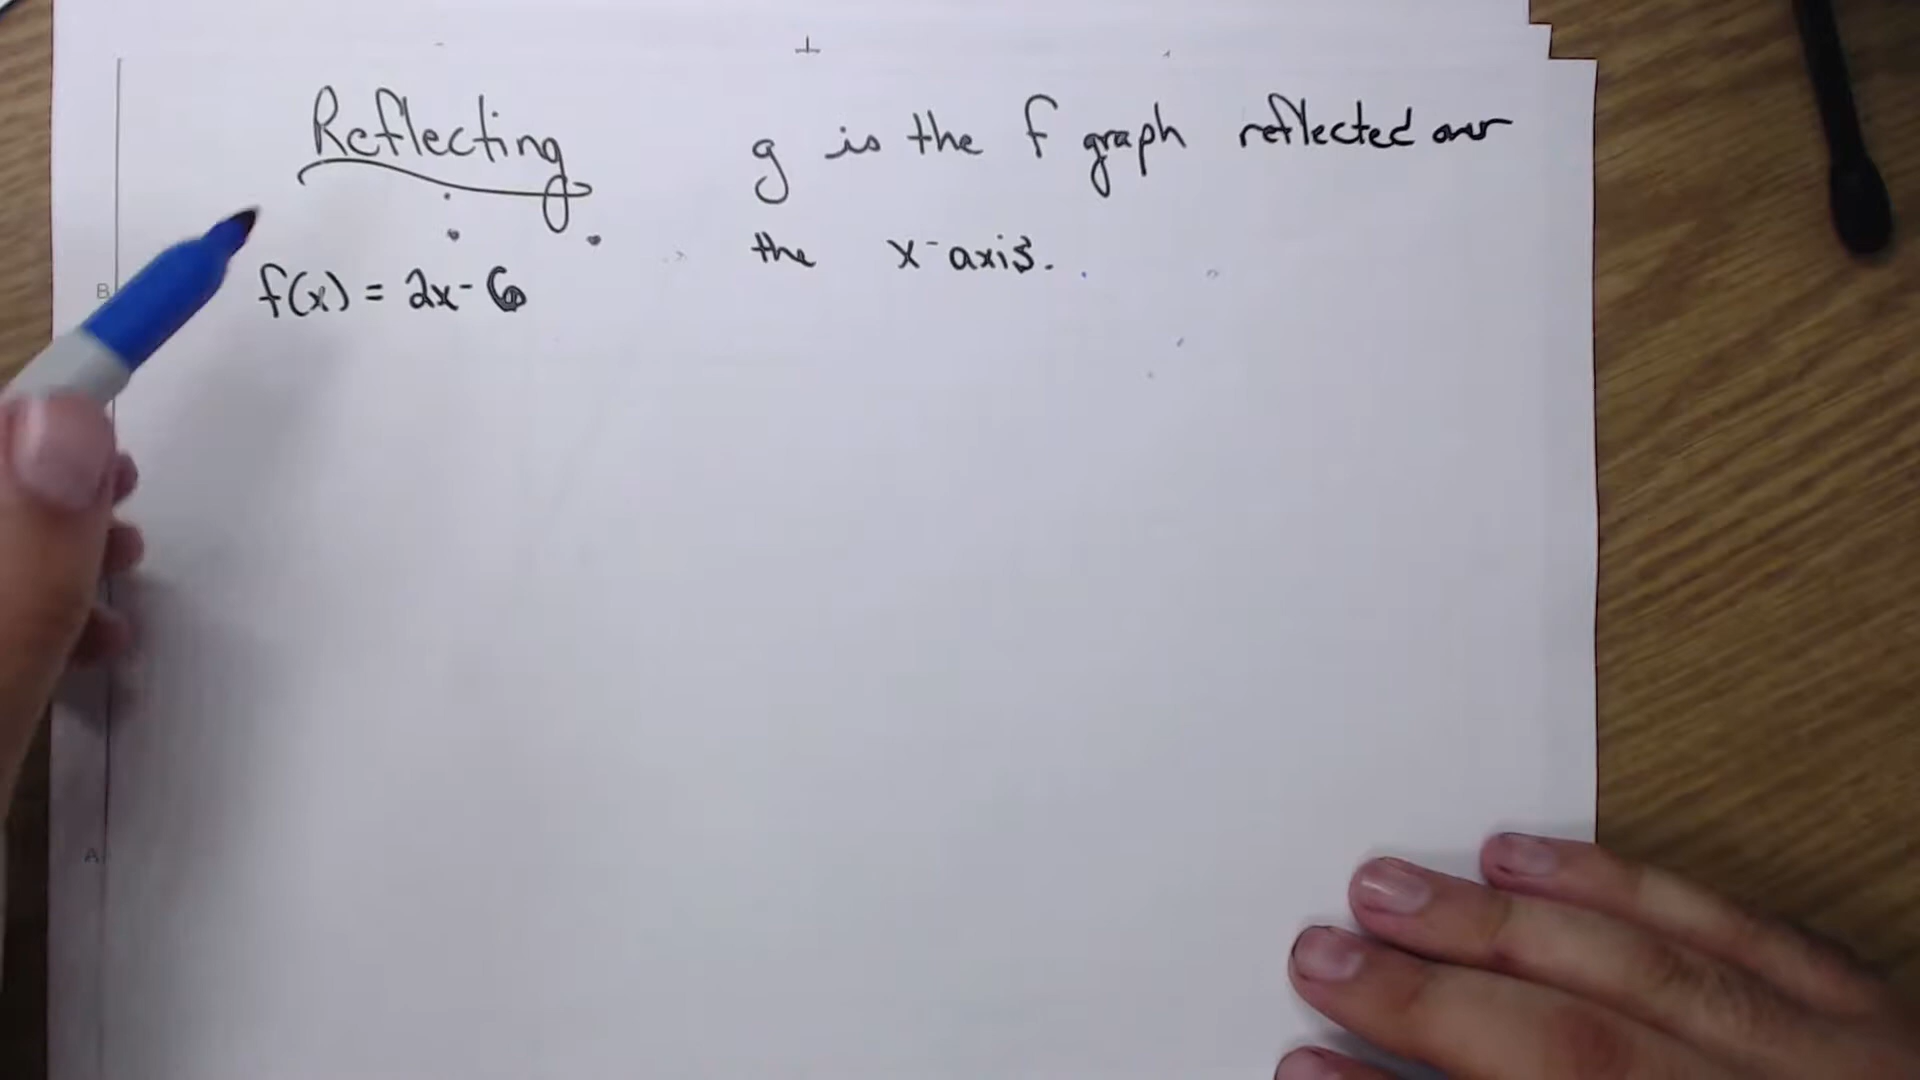 Reflecting
g is the f graph reflected over
the x-axis.
B
f(x) = 2x - 6
A